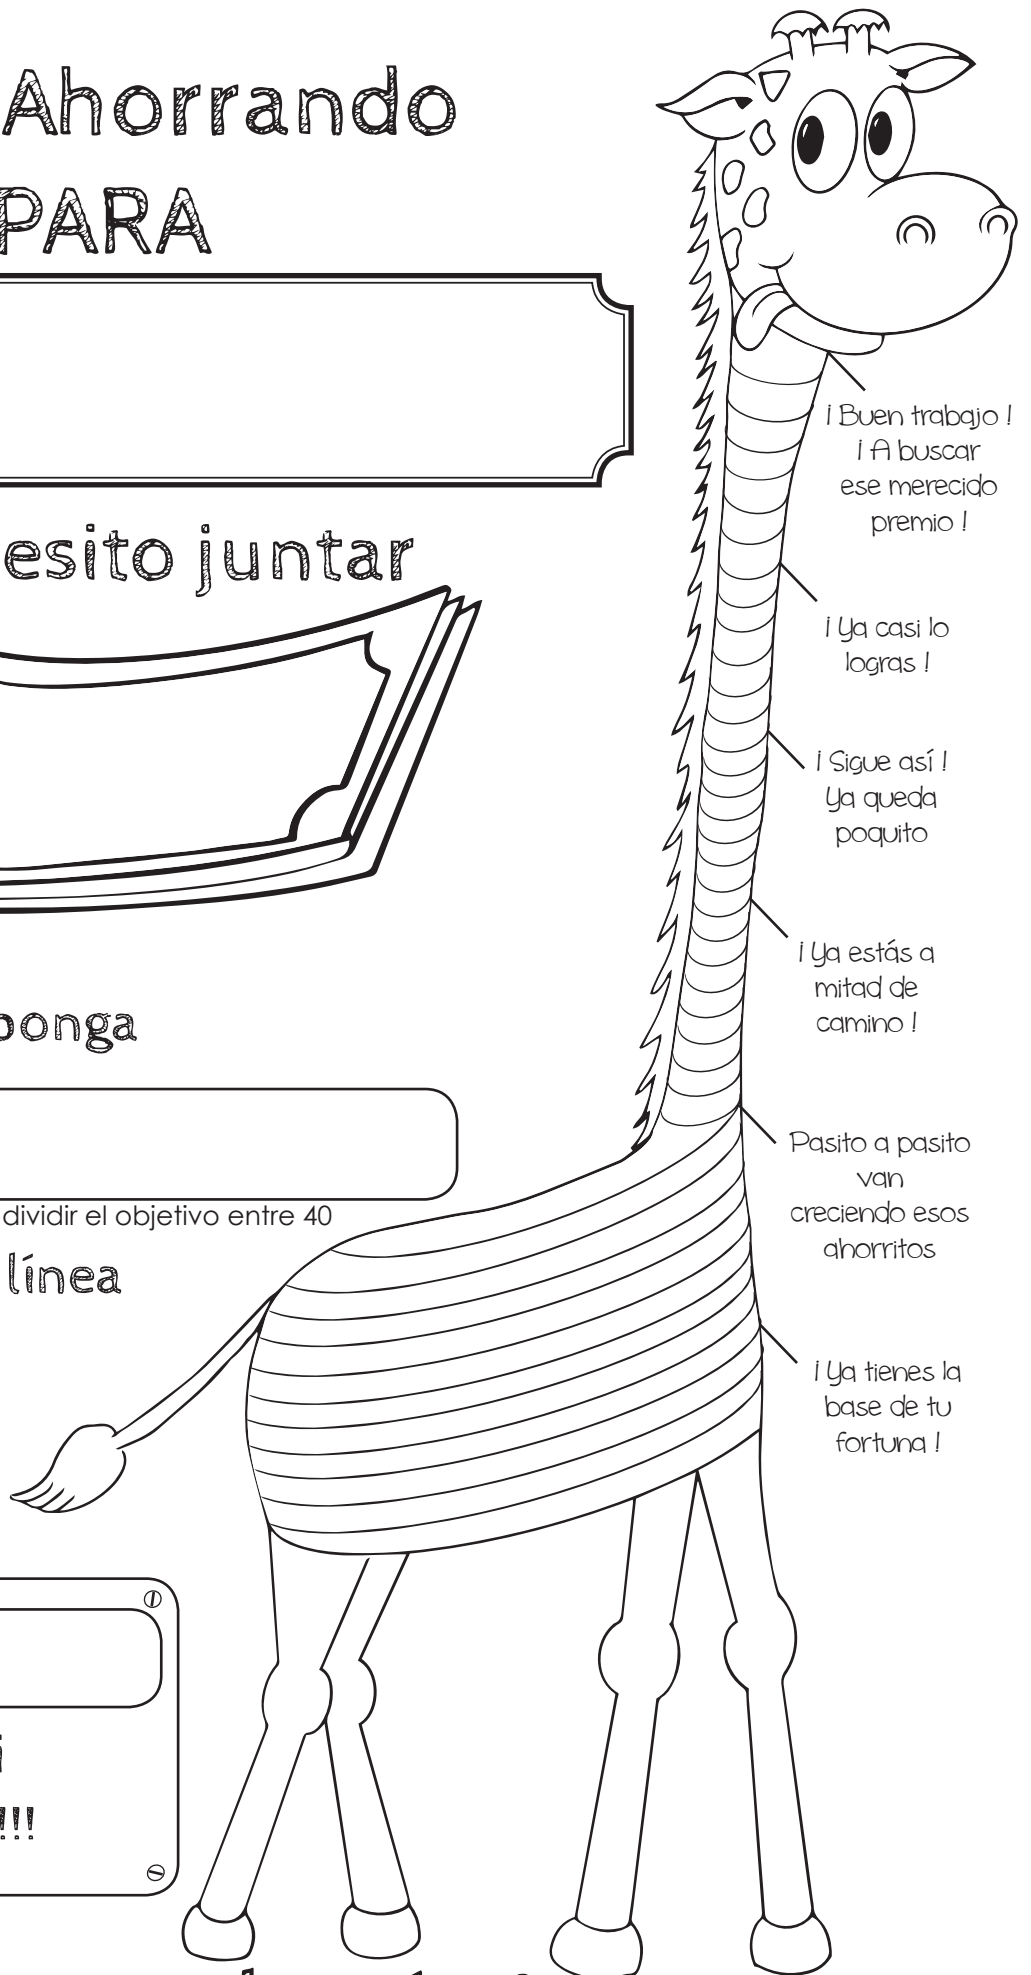 Ahorrando
PARA
esito juntar
ponga
dividir el objetivo entre 40
línea
!!!
¡ Buen trabajo !
¡ A buscar
ese merecido
premio !
¡ Ya casi lo
logras !
¡ Sigue así !
Ya queda
poquito
¡ Ya estás a
mitad de
camino !
Pasito a pasito
van
creciendo esos
ahorritos
¡ Ya tienes la
base de tu
fortuna !